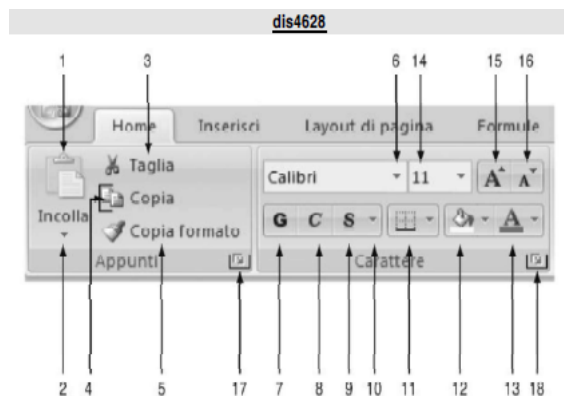 dis4628
1 3 6 14 15 16
Home Inserisci Layout di pagina Formule
Taglia
Calibri 11 A A
Copia
Incolla
G C S A
Copia formato
Appunti Carattere
2 4 5 17 7 8 9 10 11 12 13 18